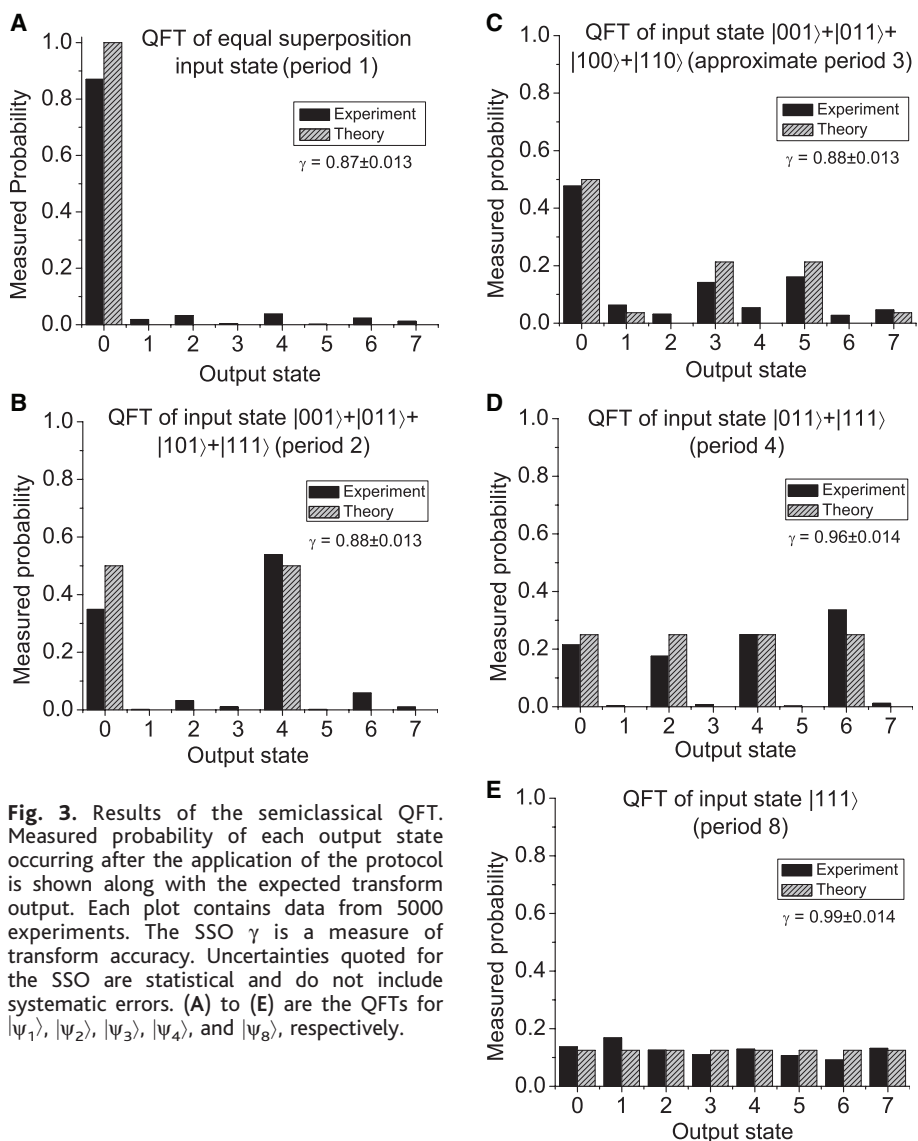 A
QFT of equal superposition
input state (period 1)
Experiment
Theory
γ = 0.87±0.013
Measured Probability
1.0
0.8
0.6
0.4
0.2
0.0
0 1 2 3 4 5 6 7
Output state
B
QFT of input state |001⟩+|011⟩+
|101⟩+|111⟩ (period 2)
Experiment
Theory
γ = 0.88±0.013
Measured probability
1.0
0.8
0.6
0.4
0.2
0.0
0 1 2 3 4 5 6 7
Output state
Fig. 3. Results of the semiclassical QFT.
Measured probability of each output state
occurring after the application of the protocol
is shown along with the expected transform
output. Each plot contains data from 5000
experiments. The SSO γ is a measure of
transform accuracy. Uncertainties quoted for
the SSO are statistical and do not include
systematic errors. (A) to (E) are the QFTs for
|ψ₁⟩, |ψ₂⟩, |ψ₃⟩, |ψ₄⟩, and |ψ₈⟩, respectively.
C
QFT of input state |001⟩+|011⟩+
|100⟩+|110⟩ (approximate period 3)
Experiment
Theory
γ = 0.88±0.013
Measured probability
1.0
0.8
0.6
0.4
0.2
0.0
0 1 2 3 4 5 6 7
Output state
D
QFT of input state |011⟩+|111⟩
(period 4)
Experiment
Theory
γ = 0.96±0.014
Measured probability
1.0
0.8
0.6
0.4
0.2
0.0
0 1 2 3 4 5 6 7
Output state
E
QFT of input state |111⟩
(period 8)
Experiment
Theory
γ = 0.99±0.014
Measured probability
1.0
0.8
0.6
0.4
0.2
0.0
0 1 2 3 4 5 6 7
Output state